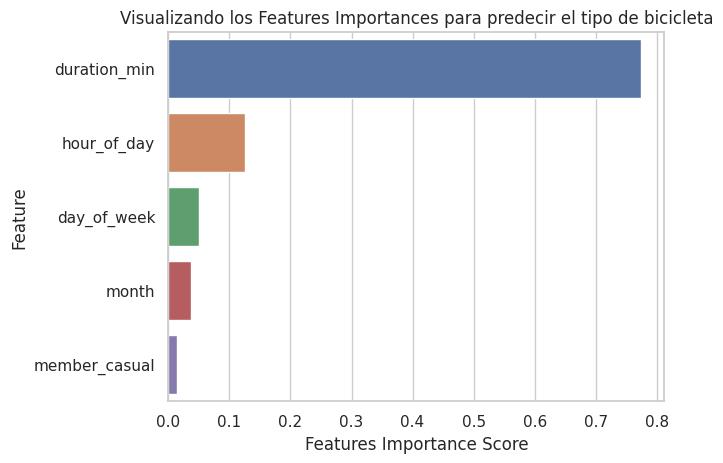 Visualizando los Features Importances para predecir el tipo de bicicleta
duration_min
hour_of_day
day_of_week
month
member_casual
Feature
0.0 0.1 0.2 0.3 0.4 0.5 0.6 0.7 0.8
Features Importance Score